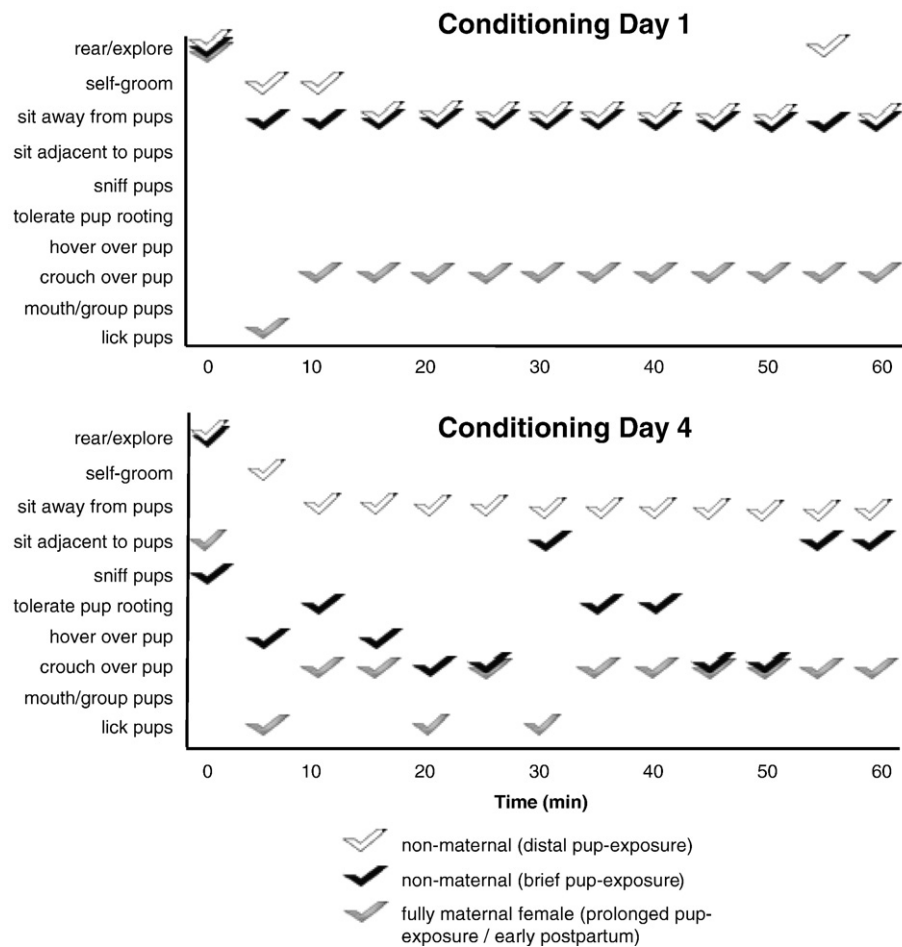 Conditioning Day 1
rear/explore
self-groom
sit away from pups
sit adjacent to pups
sniff pups
tolerate pup rooting
hover over pup
crouch over pup
mouth/group pups
lick pups
0 10 20 30 40 50 60
Conditioning Day 4
rear/explore
self-groom
sit away from pups
sit adjacent to pups
sniff pups
tolerate pup rooting
hover over pup
crouch over pup
mouth/group pups
lick pups
0 10 20 30 40 50 60
Time (min)
non-maternal (distal pup-exposure)
non-maternal (brief pup-exposure)
fully maternal female (prolonged pup-
exposure / early postpartum)